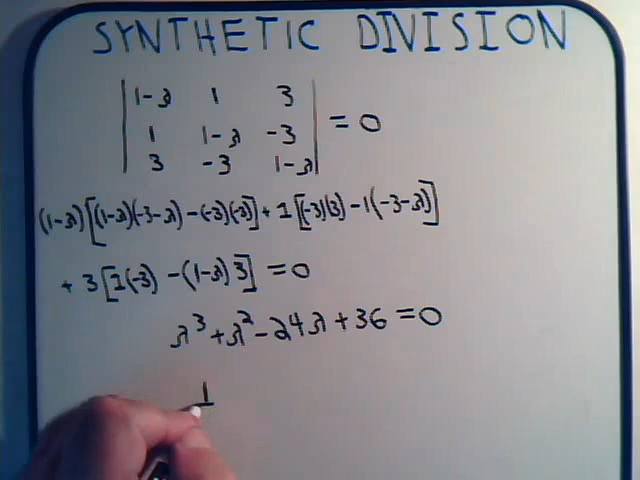 SYNTHETIC DIVISION
| 1-λ 1 3 |
| 1 1-λ -3 | = 0
| 3 -3 1-λ |
(1-λ)[(1-λ)(-3-λ)-(-3)(-3)] + 1[(-3)(3)-1(-3-λ)]
+ 3[1(-3) -(1-λ)3] = 0
λ³ + λ² - 24λ + 36 = 0
1